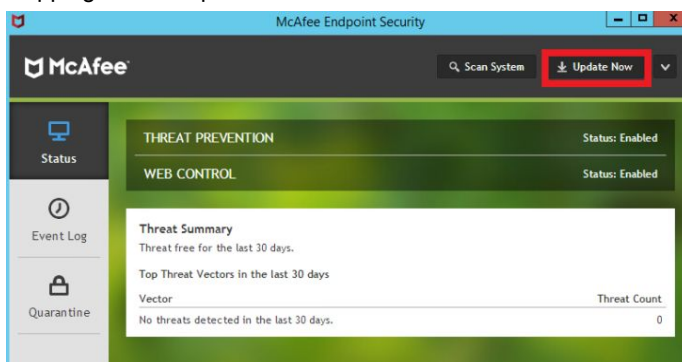 McAfee Endpoint Security
McAfee
Scan System
Update Now
Status
THREAT PREVENTION
Status: Enabled
WEB CONTROL
Status: Enabled
Event Log
Threat Summary
Threat free for the last 30 days.
Top Threat Vectors in the last 30 days
Vector
Threat Count
Quarantine
No threats detected in the last 30 days.
0